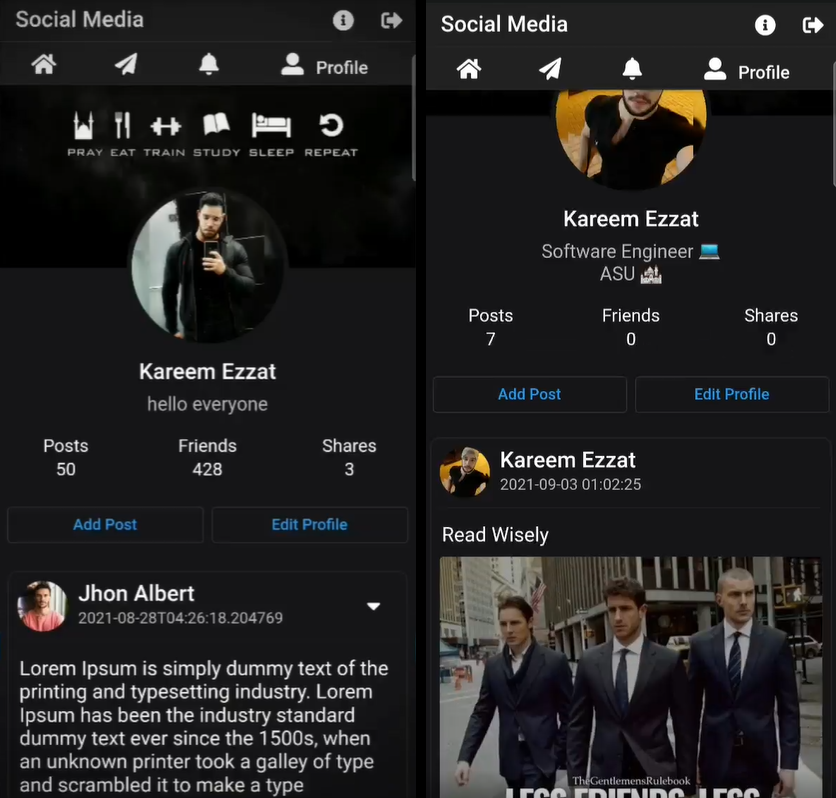 Social Media
Profile
PRAY EAT TRAIN STUDY SLEEP REPEAT
Kareem Ezzat
hello everyone
Posts Friends Shares
50 428 3
Add Post Edit Profile
Jhon Albert
2021-08-28T04:26:18.204769
Lorem Ipsum is simply dummy text of the
printing and typesetting industry. Lorem
Ipsum has been the industry standard
dummy text ever since the 1500s, when
an unknown printer took a galley of type
and scrambled it to make a type
Social Media
Profile
Kareem Ezzat
Software Engineer 💻
ASU 🏰
Posts Friends Shares
7 0 0
Add Post Edit Profile
Kareem Ezzat
2021-09-03 01:02:25
Read Wisely
TheGentlemensRulebook
LESS FRIENDS, LESS